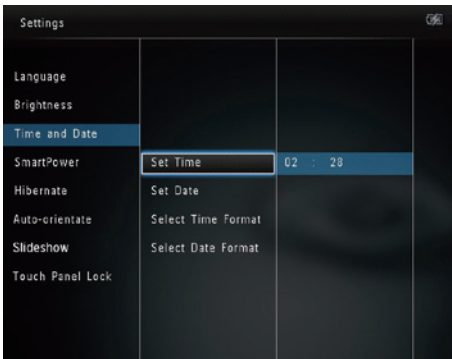 Settings
Language
Brightness
Time and Date
SmartPower
Set Time
02 : 28
Hibernate
Set Date
Auto-orientate
Select Time Format
Slideshow
Select Date Format
Touch Panel Lock